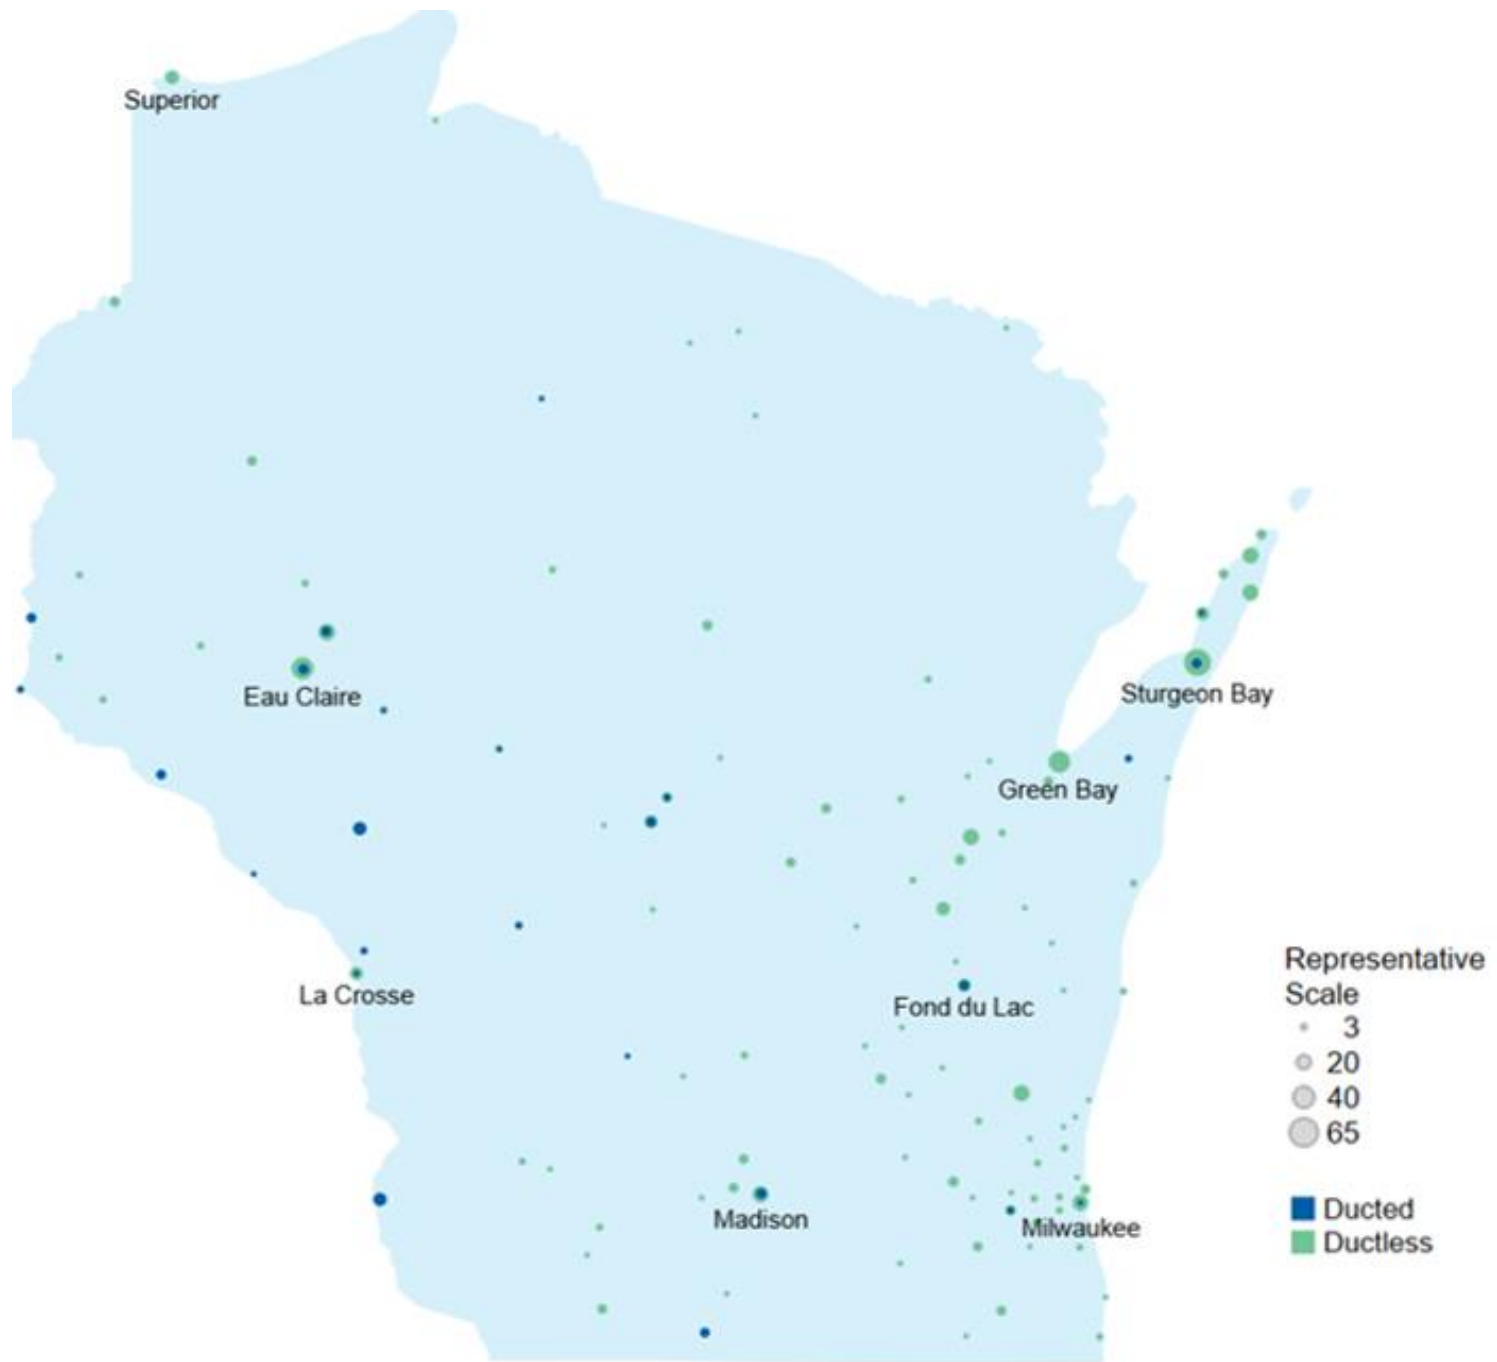 Superior
Eau Claire
Sturgeon Bay
Green Bay
La Crosse
Fond du Lac
Madison
Milwaukee
Representative
Scale
3
20
40
65
Ducted
Ductless